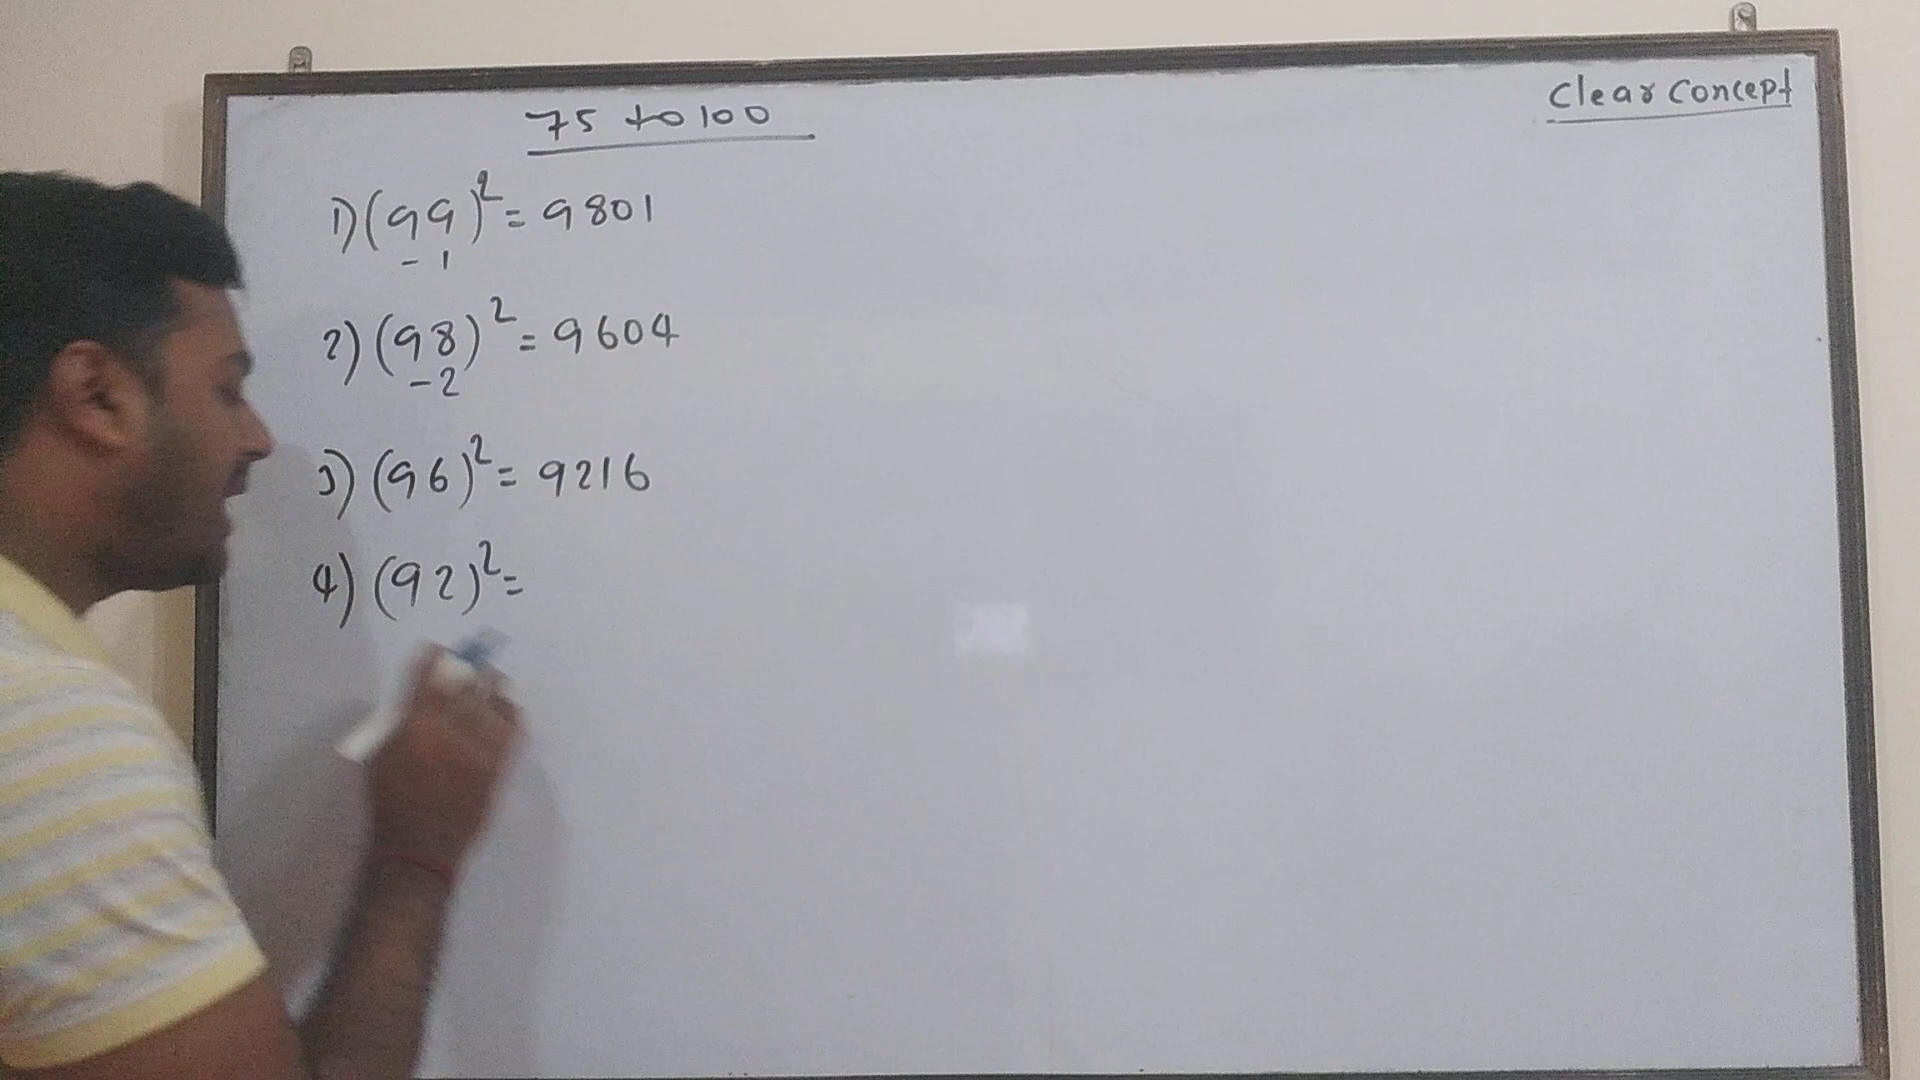 75 to 100
Clear Concept
1) (99)² = 9801
- 1
2) (98)² = 9604
- 2
3) (96)² = 9216
4) (92)² =